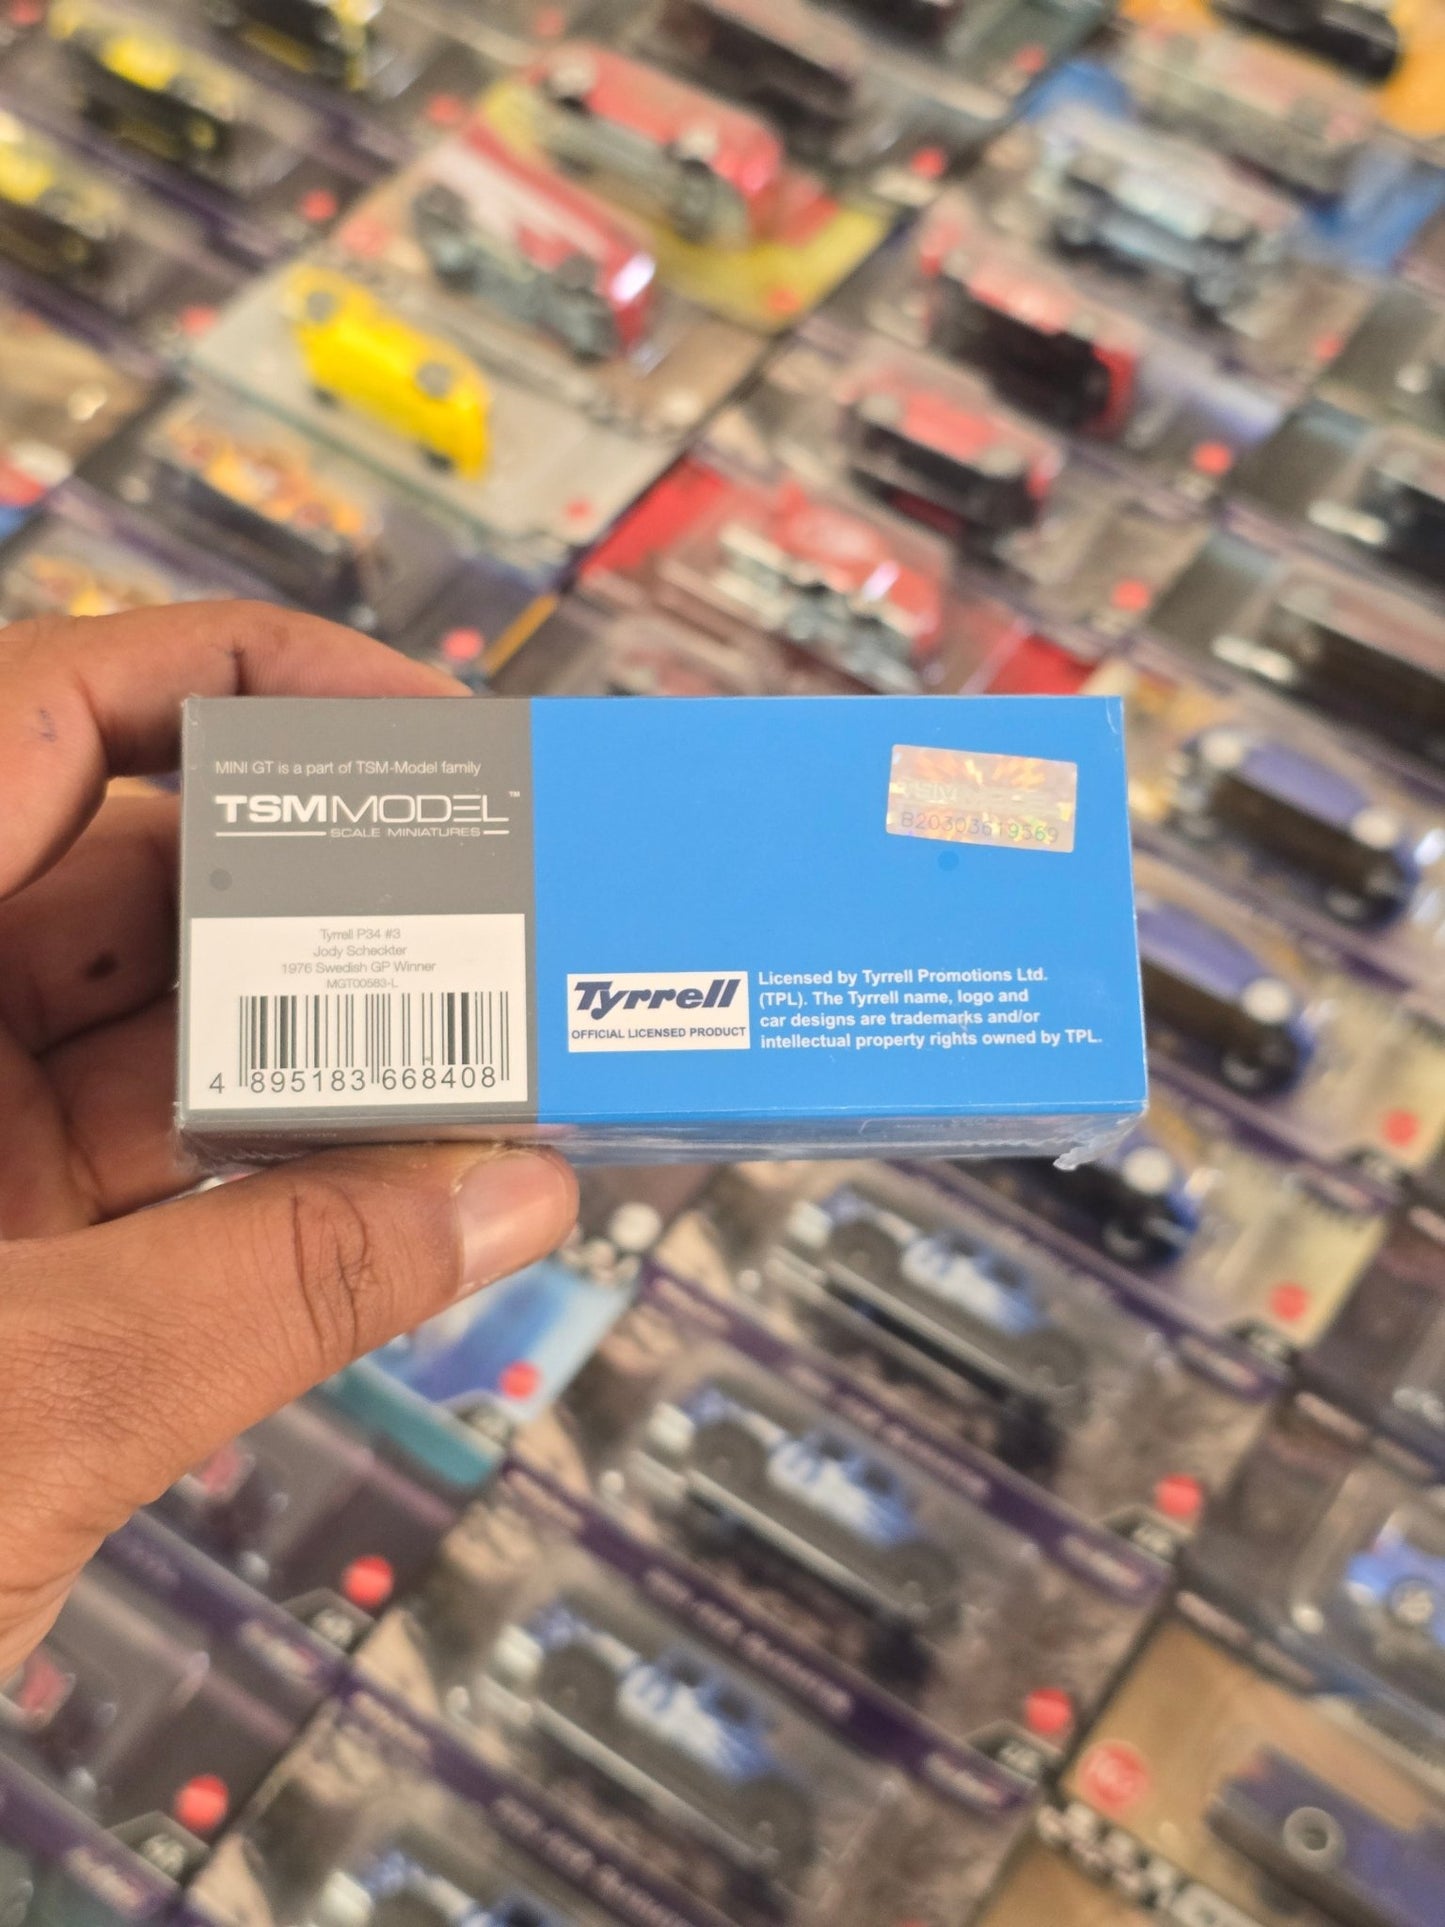 MINI GT is a part of TSM-Model family
TSMMODEL™
SCALE MINIATURES
Tyrrell P34 #3
Jody Scheckter
1976 Swedish GP Winner
MGT00583-L
4 895183 668408
B20303619569
Tyrrell
OFFICIAL LICENSED PRODUCT
Licensed by Tyrrell Promotions Ltd.
(TPL). The Tyrrell name, logo and
car designs are trademarks and/or
intellectual property rights owned by TPL.